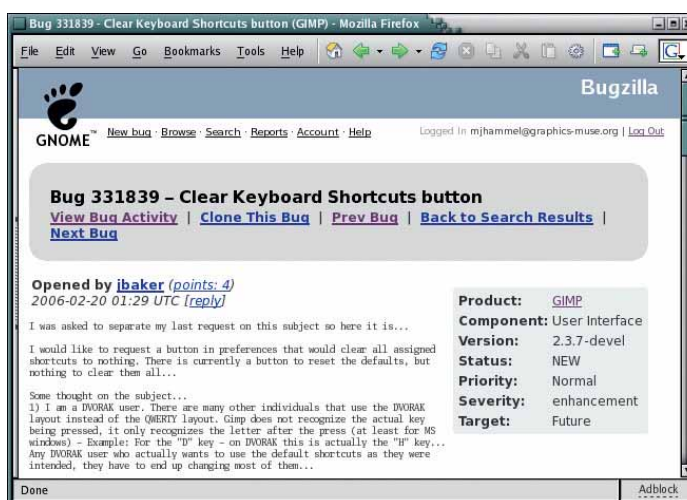 Bug 331839 - Clear Keyboard Shortcuts button (GIMP) - Mozilla Firefox
File Edit View Go Bookmarks Tools Help
G
Bugzilla
GNOME™
New bug · Browse · Search · Reports · Account · Help
Logged In mjhammel@graphics-muse.org | Log Out
Bug 331839 – Clear Keyboard Shortcuts button
View Bug Activity | Clone This Bug | Prev Bug | Back to Search Results |
Next Bug
Opened by jbaker (points: 4)
2006-02-20 01:29 UTC [reply]
I was asked to separate my last request on this subject so here it is...
I would like to request a button in preferences that would clear all assigned
shortcuts to nothing. There is currently a button to reset the defaults, but
nothing to clear them all...
Some thought on the subject...
1) I am a DVORAK user. There are many other individuals that use the DVORAK
layout instead of the QWERTY layout. Gimp does not recognize the actual key
being pressed, it only recognizes the letter after the press (at least for MS
windows) - Example: For the "D" key - on DVORAK this is actually the "H" key...
Any DVORAK user who actually wants to use the default shortcuts as they were
intended, they have to end up changing most of them...
Product: GIMP
Component: User Interface
Version: 2.3.7-devel
Status: NEW
Priority: Normal
Severity: enhancement
Target: Future
Done
Adblock